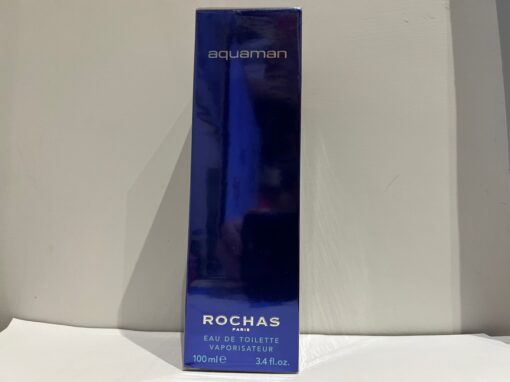 aquaman
ROCHAS
PARIS
EAU DE TOILETTE
VAPORISATEUR
100 ml ℮ 3.4 fl.oz.